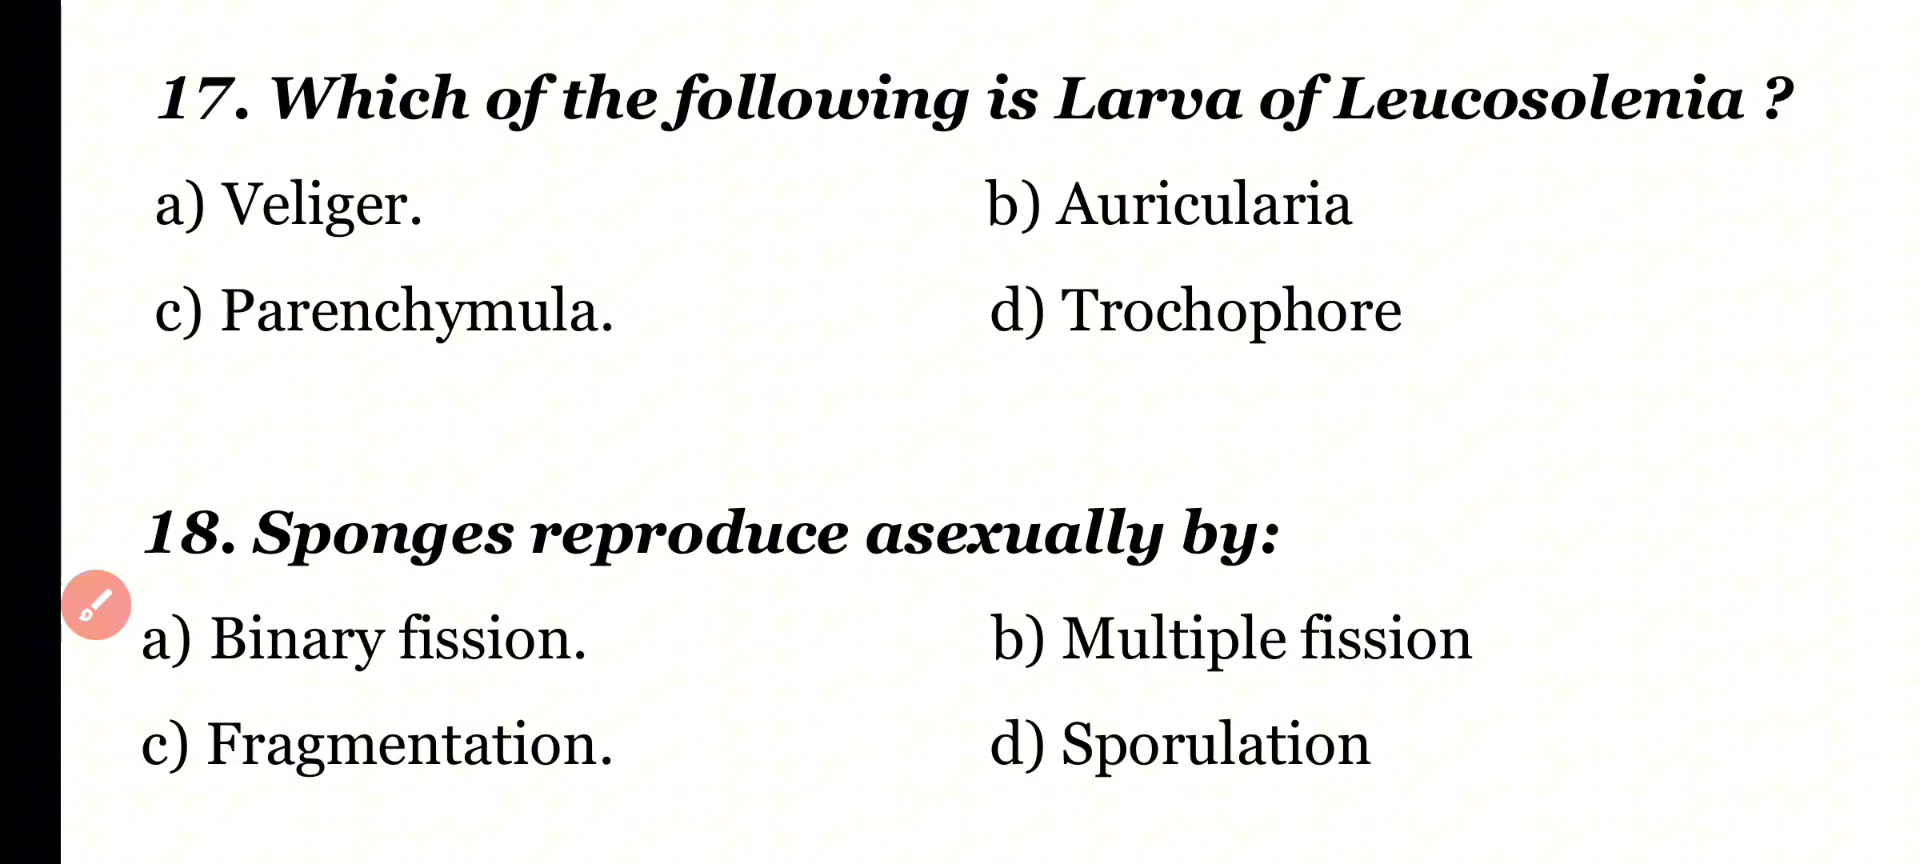 17. Which of the following is Larva of Leucosolenia ?
a) Veliger. b) Auricularia
c) Parenchymula. d) Trochophore
18. Sponges reproduce asexually by:
a) Binary fission. b) Multiple fission
c) Fragmentation. d) Sporulation